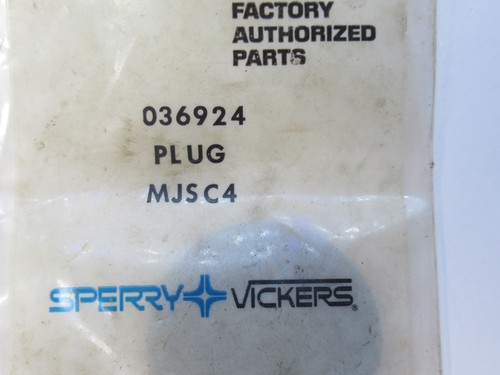 FACTORY
AUTHORIZED
PARTS
036924
PLUG
MJSC4
SPERRY VICKERS®